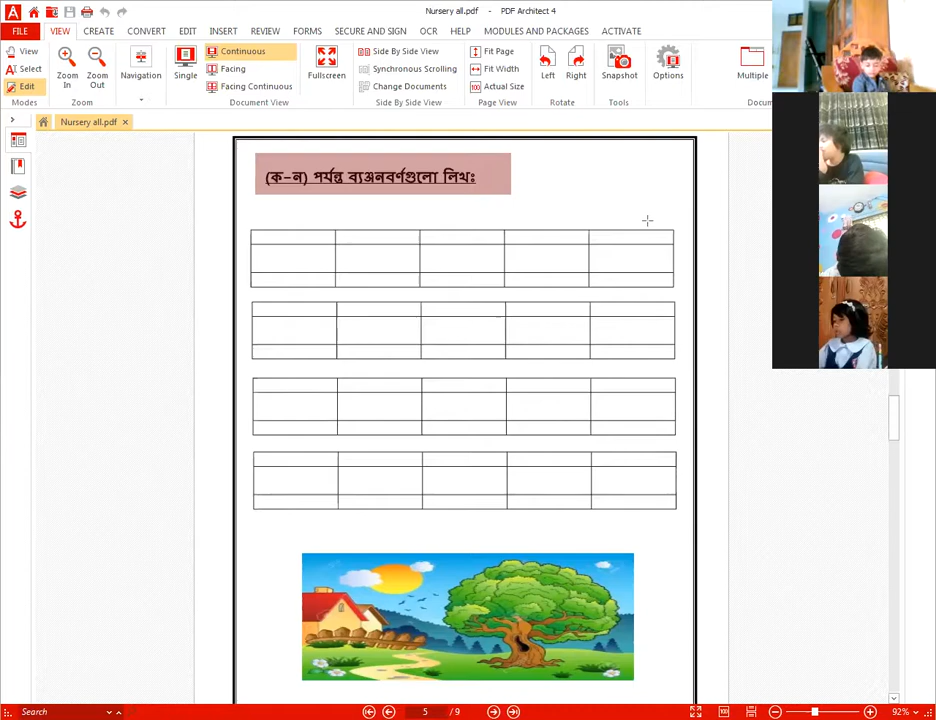 Nursery all.pdf - PDF Architect 4
FILE VIEW CREATE CONVERT EDIT INSERT REVIEW FORMS SECURE AND SIGN OCR HELP MODULES AND PACKAGES ACTIVATE
View
Select
Edit
Modes
Zoom In
Zoom Out
Zoom
Navigation
Single
Continuous
Facing
Facing Continuous
Document View
Fullscreen
Side By Side View
Synchronous Scrolling
Change Documents
Side By Side
Fit Page
Fit Width
Actual Size
Page View
Left
Right
Rotate
Snapshot
Tools
Options
Multiple
Nursery all.pdf
(ক-ন) পর্যন্ত ব্যঞ্জনবর্ণগুলো লিখঃ
Search
5 / 9
92%